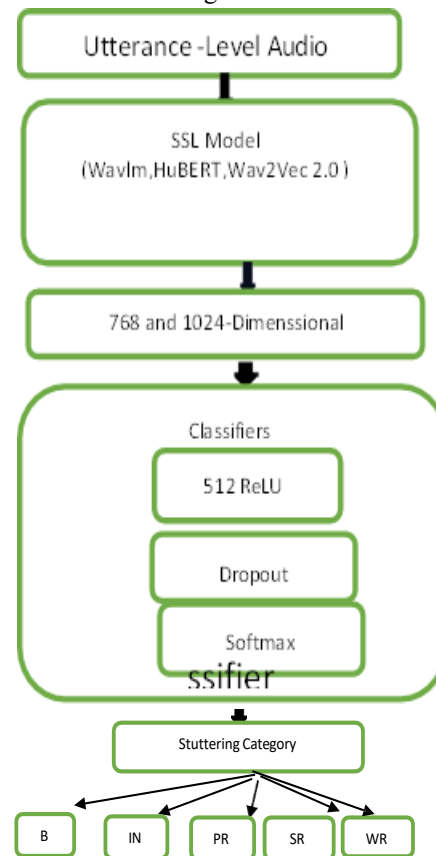 Utterance -Level Audio
SSL Model
(Wavlm,HuBERT,Wav2Vec 2.0 )
768 and 1024-Dimenssional
Classifiers
512 ReLU
Dropout
Softmax
ssifier
Stuttering Category
B IN PR SR WR